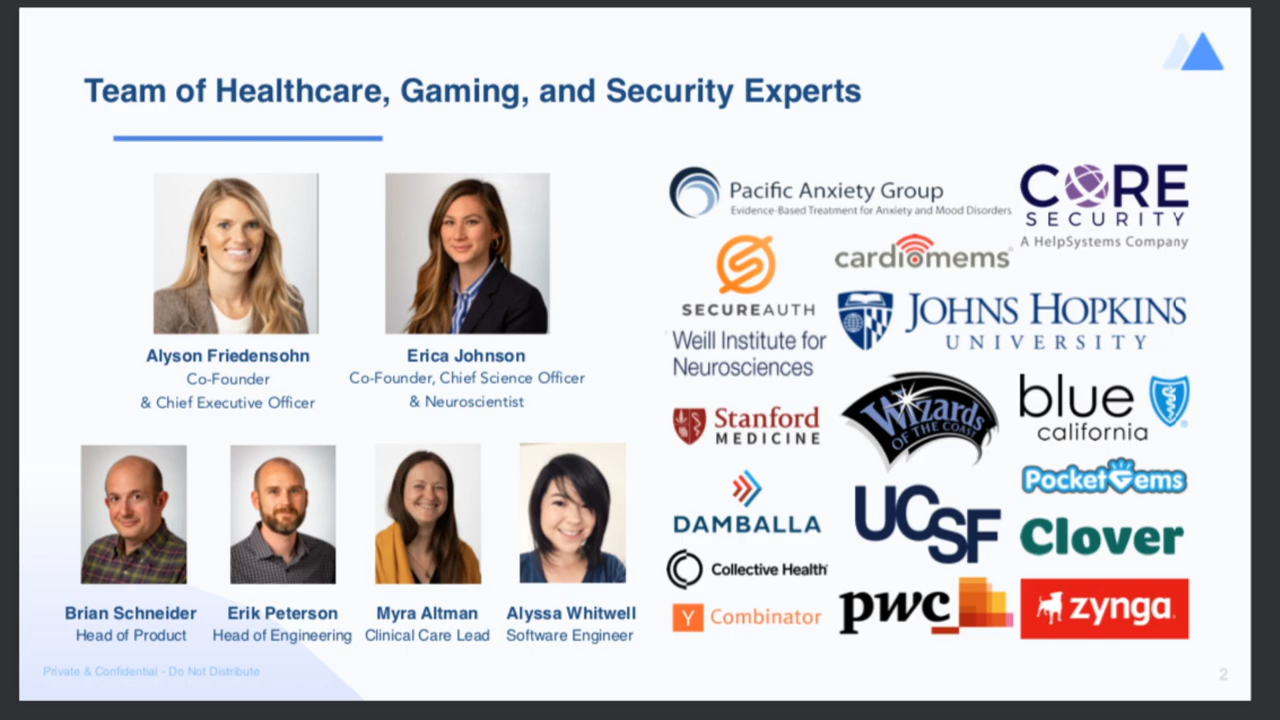 Team of Healthcare, Gaming, and Security Experts
Alyson Friedensohn
Co-Founder
& Chief Executive Officer
Erica Johnson
Co-Founder, Chief Science Officer
& Neuroscientist
Brian Schneider
Head of Product
Erik Peterson
Head of Engineering
Myra Altman
Clinical Care Lead
Alyssa Whitwell
Software Engineer
Pacific Anxiety Group
Evidence-Based Treatment for Anxiety and Mood Disorders
CORE
SECURITY
A HelpSystems Company
SECUREAUTH
cardiomems
JOHNS HOPKINS
UNIVERSITY
Weill Institute for
Neurosciences
Stanford
MEDICINE
Wizards
OF THE COAST
blue
california
PocketGems
DAMBALLA
UCSF
Clover
Collective Health
Y Combinator
pwc
zynga
Private & Confidential - Do Not Distribute
2